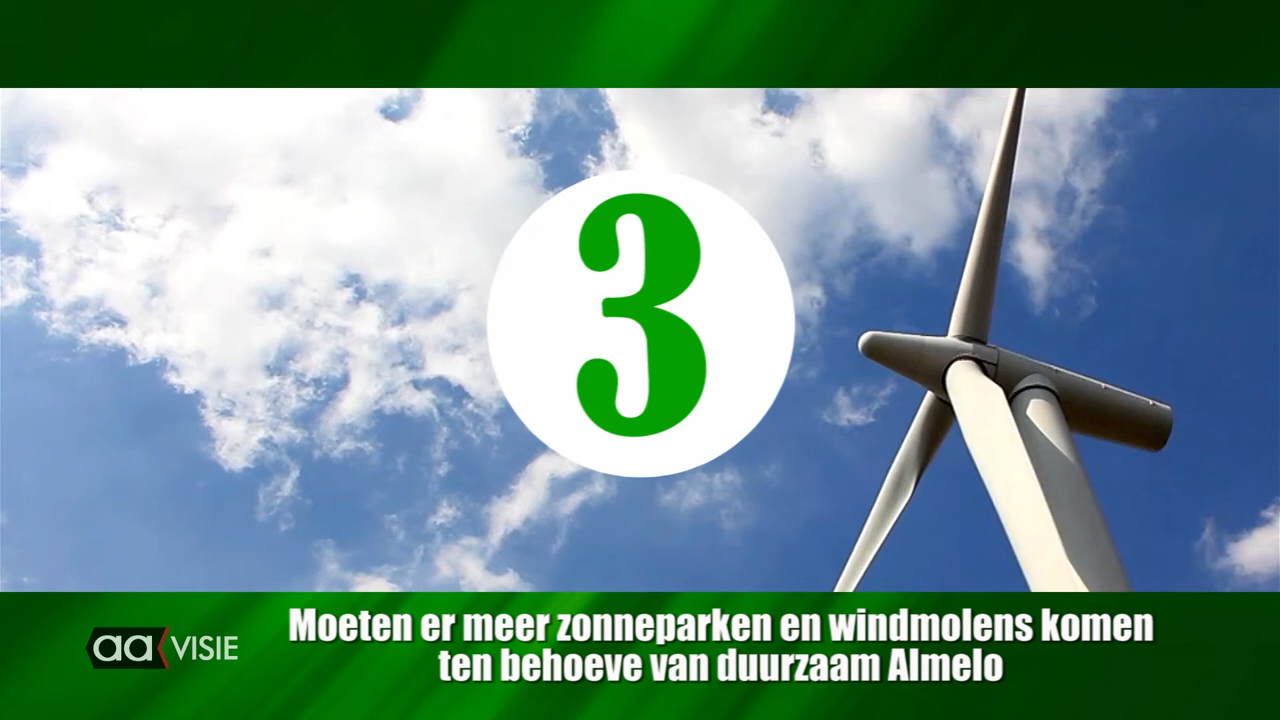 3
aa VISIE
Moeten er meer zonneparken en windmolens komen
ten behoeve van duurzaam Almelo